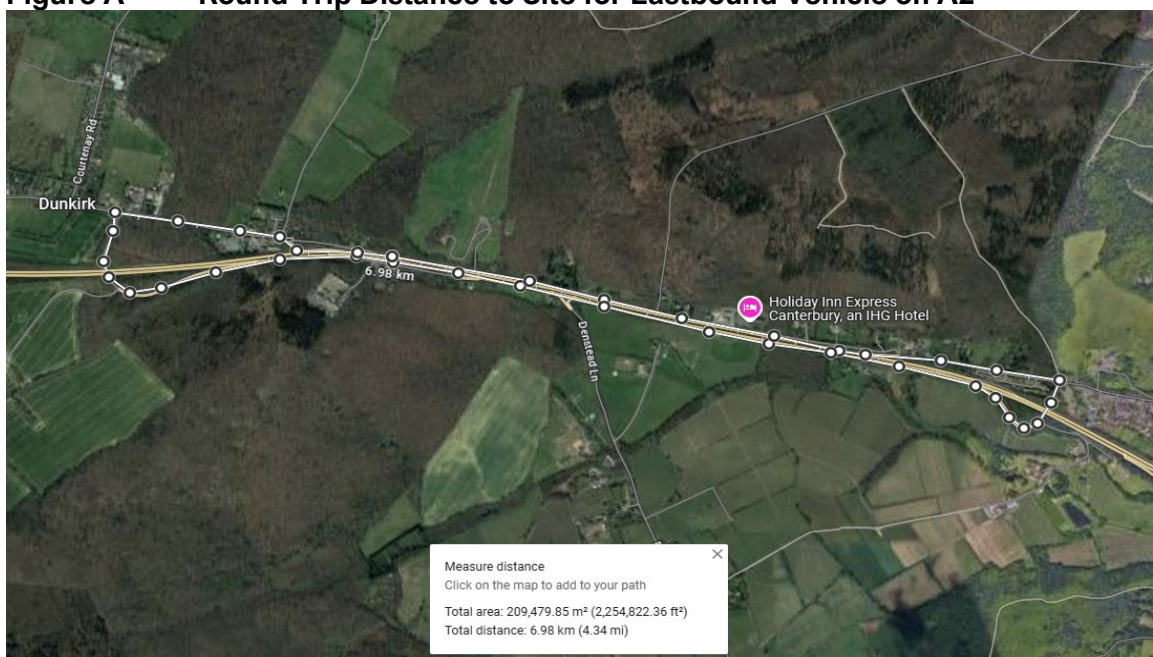 Figure A Round Trip Distance to Site for Eastbound Vehicle on A2
Courtenay Rd
Dunkirk
6.98 km
Holiday Inn Express
Canterbury, an IHG Hotel
Denstead Ln
Measure distance
Click on the map to add to your path
Total area: 209,479.85 m² (2,254,822.36 ft²)
Total distance: 6.98 km (4.34 mi)